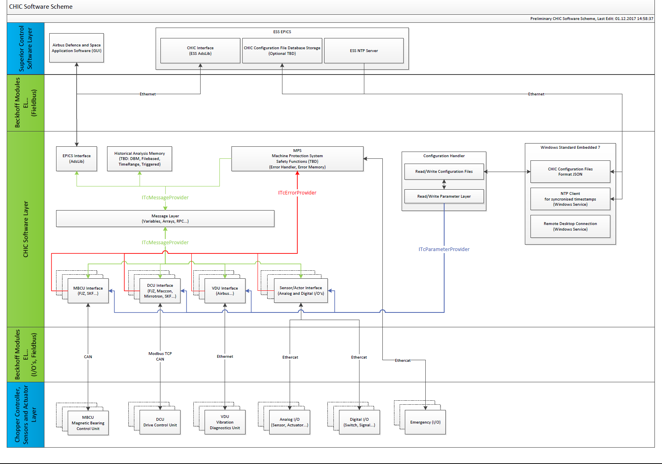 CHIC Software Scheme
Preliminary CHIC Software Scheme, Last Edit: 01.12.2017 14:58:37
Superior Control
Software Layer
Airbus Defence and Space
Application Software (GUI)
ESS EPICS
CHIC Interface
(ESS AdsLib)
CHIC Configuration File Database Storage
(Optional TBD)
ESS NTP Server
Beckhoff Modules
EL...
(Fieldbus)
Ethernet
Ethernet
CHIC Software Layer
EPICS Interface
(AdsLib)
Historical Analysis Memory
(TBD: DBM, Filebased,
TimeRange, Triggered)
MPS
Machine Protection System
Safety Functions (TBD)
(Error Handler, Error Memory)
Configuration Handler
Read/Write Configuration Files
Read/Write Parameter Layer
Windows Standard Embedded 7
CHIC Configuration Files
Format JSON
NTP Client
for syncronised timestamps
(Windows Service)
Remote Desktop Connection
(Windows Service)
ITcMessageProvider
ITcErrorProvider
Message Layer
(Variables, Arrays, RPC...)
ITcMessageProvider
ITcParameterProvider
MBCU Interface
(FZJ, SKF...)
DCU Interface
(FZJ, Maccon,
Mirrotron, SKF...)
VDU Interface
(Airbus...)
Sensor/Actor Interface
(Analog and Digital I/O's)
Beckhoff Modules
EL...
(I/O's, Fieldbus)
CAN
Modbus TCP
CAN
Ethernet
Ethercat
Ethercat
Ethercat
Chopper Controller,
Sensors and Actuator
Layer
MBCU
Magnetic Bearing
Control Unit
DCU
Drive Control Unit
VDU
Vibration
Diagnostics Unit
Analog I/O
(Sensor, Actuator...)
Digital I/O
(Switch, Signal...)
Emergency (I/O)